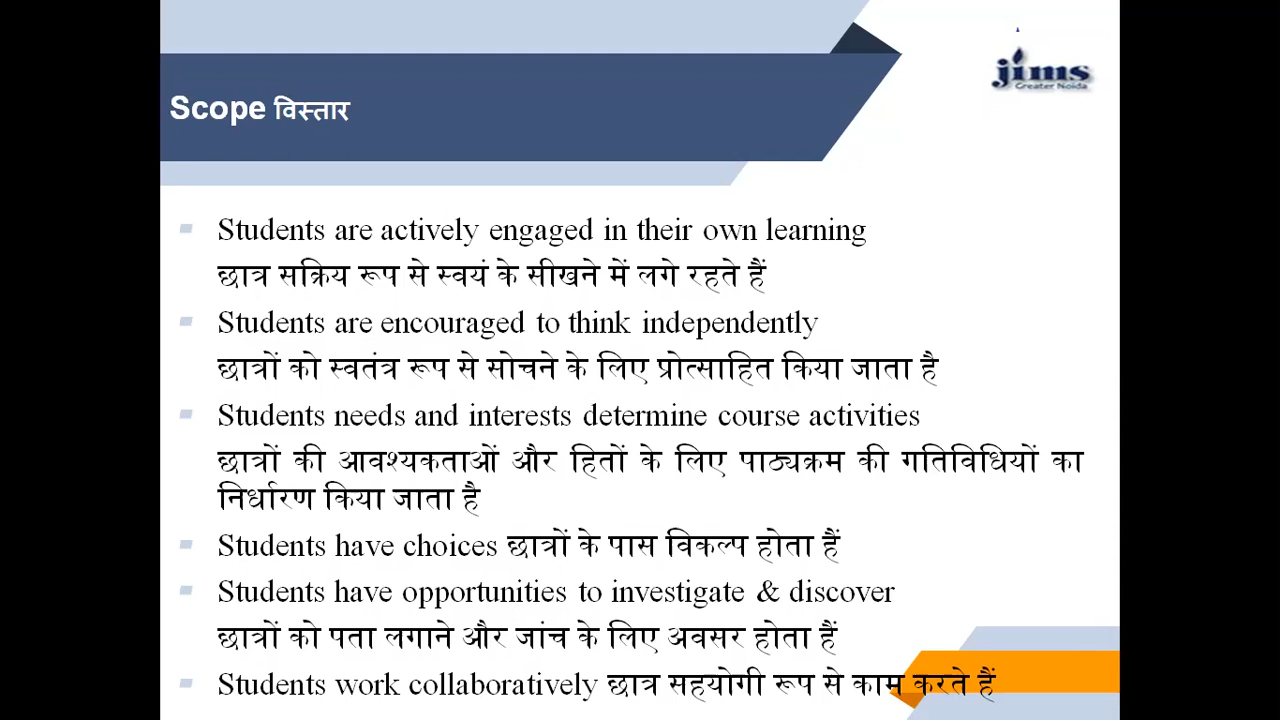 jims
Greater Noida
Scope विस्तार
Students are actively engaged in their own learning
छात्र सक्रिय रूप से स्वयं के सीखने में लगे रहते हैं
Students are encouraged to think independently
छात्रों को स्वतंत्र रूप से सोचने के लिए प्रोत्साहित किया जाता है
Students needs and interests determine course activities
छात्रों की आवश्यकताओं और हितों के लिए पाठ्यक्रम की गतिविधियों का
निर्धारण किया जाता है
Students have choices छात्रों के पास विकल्प होता हैं
Students have opportunities to investigate & discover
छात्रों को पता लगाने और जांच के लिए अवसर होता हैं
Students work collaboratively छात्र सहयोगी रूप से काम करते हैं